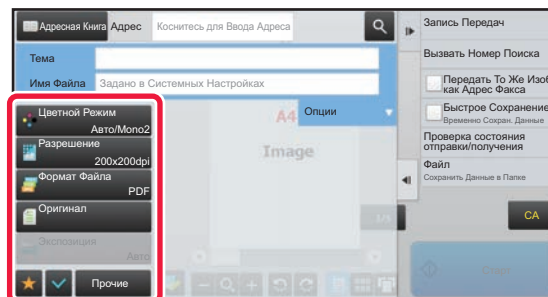 Адресная Книга
Адрес
Коснитесь для Ввода Адреса
Тема
Имя Файла
Задано в Системных Настройках
Цветной Режим
Авто/Mono2
Разрешение
200x200dpi
Формат Файла
PDF
Оригинал
Экспозиция
Авто
Прочие
A4
Опции
Image
1/5
Запись Передач
Вызвать Номер Поиска
Передать То Же Изоб
как Адрес Факса
Быстрое Сохранение
Временно Сохран. Данные
Проверка состояния
отправки/получения
Файл
Сохранить Данные в Папке
CA